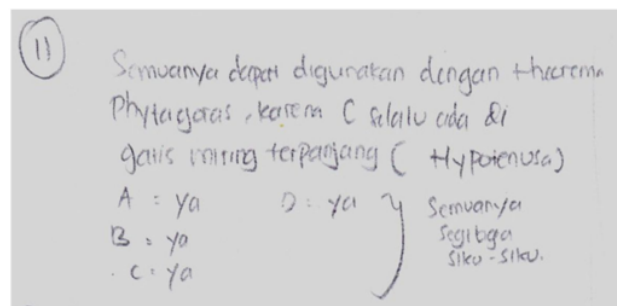 11
Semuanya dapat digunakan dengan theorema
Phytagoras, karena C selalu ada di
garis miring terpanjang ( Hypotenusa)
A : ya D : ya Semuanya
B : ya segitiga
C : ya siku - siku.